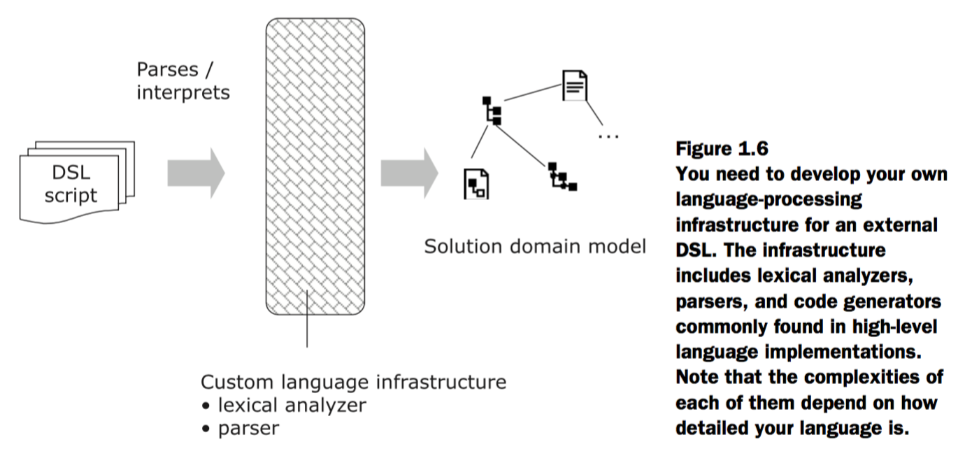 Parses /
interprets
DSL
script
...
Solution domain model
Custom language infrastructure
• lexical analyzer
• parser
Figure 1.6
You need to develop your own
language-processing
infrastructure for an external
DSL. The infrastructure
includes lexical analyzers,
parsers, and code generators
commonly found in high-level
language implementations.
Note that the complexities of
each of them depend on how
detailed your language is.